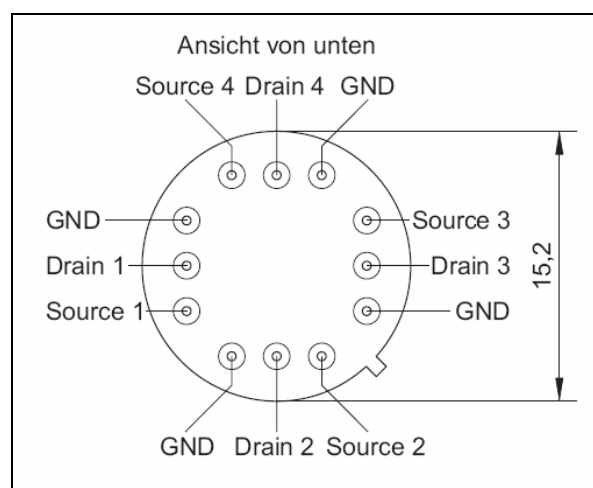 Ansicht von unten
Source 4 Drain 4 GND
GND Source 3
Drain 1 Drain 3
Source 1 GND
15,2
GND Drain 2 Source 2